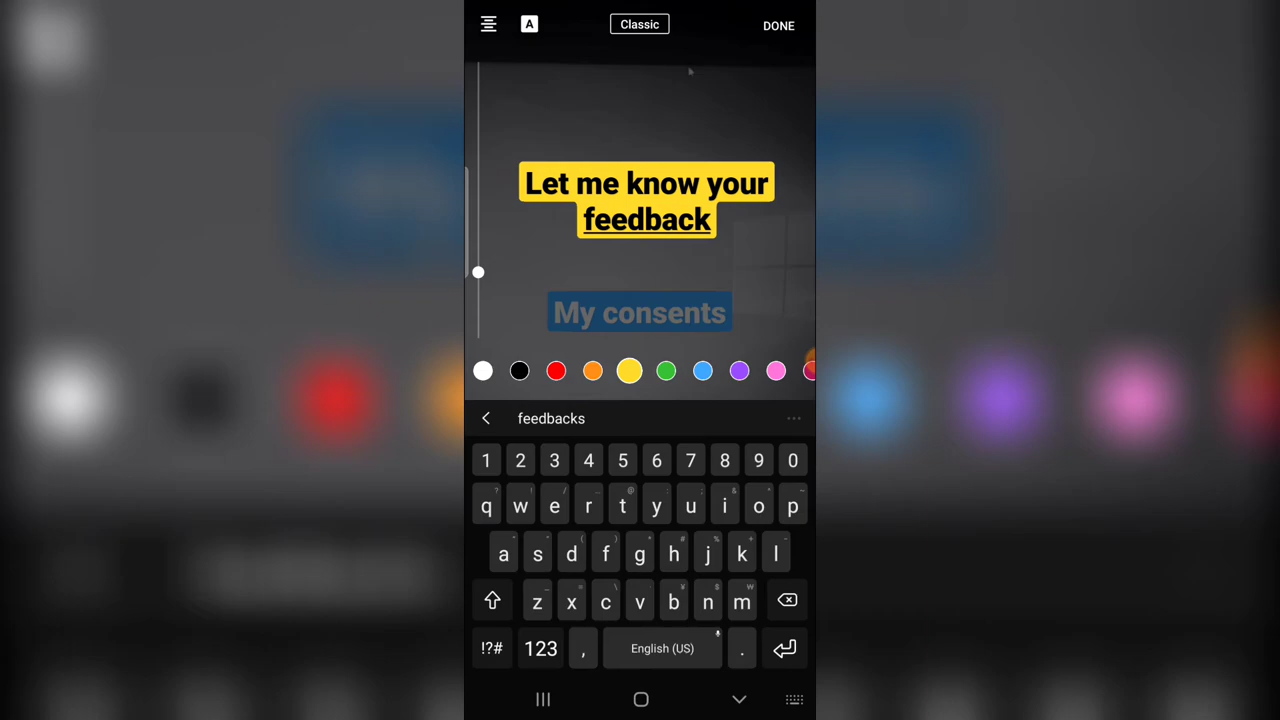 A
Classic
DONE
Let me know your
feedback
My consents
feedbacks
...
1 2 3 4 5 6 7 8 9 0
q w e r t y u i o p
a s d f g h j k l
z x c v b n m
!?# 123 , English (US) .